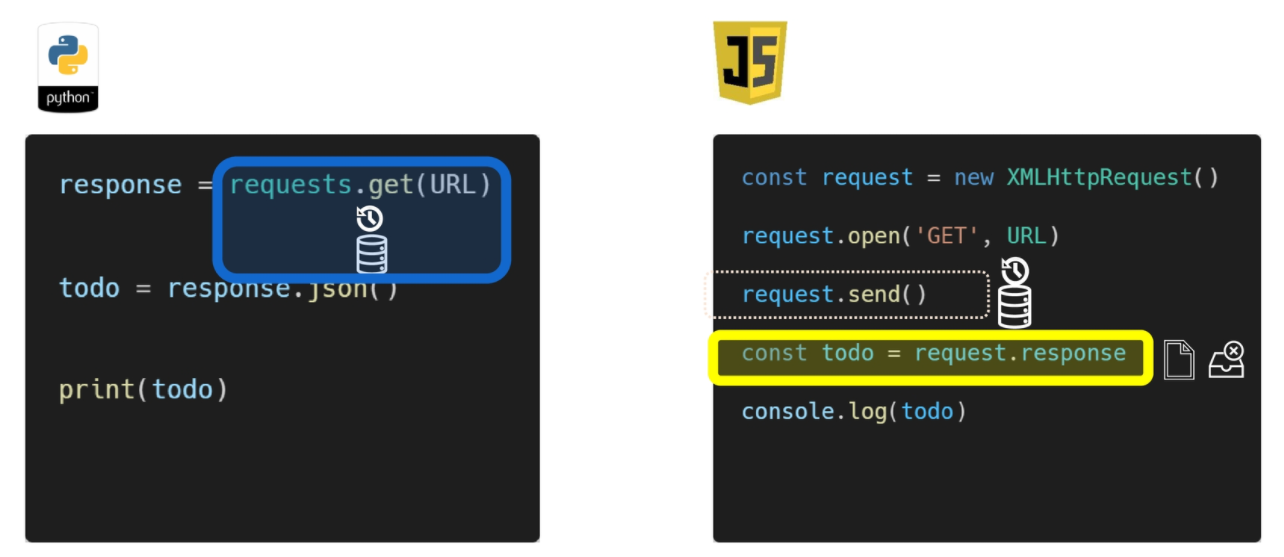 python
JS
response = requests.get(URL)
todo = response.json()
print(todo)
const request = new XMLHttpRequest()
request.open('GET', URL)
request.send()
const todo = request.response
console.log(todo)